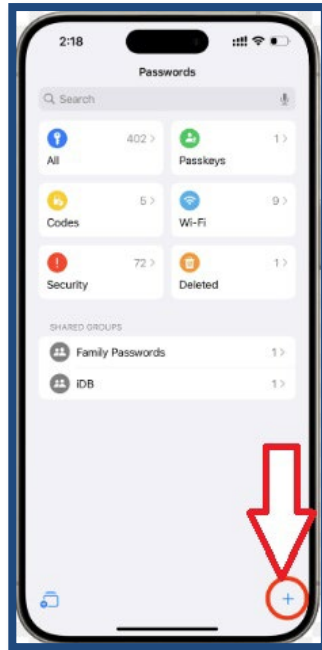 2:18
Passwords
Search
402 >
1 >
All
Passkeys
5 >
9 >
Codes
Wi-Fi
72 >
1 >
Security
Deleted
SHARED GROUPS
Family Passwords 1 >
iDB 1 >
+